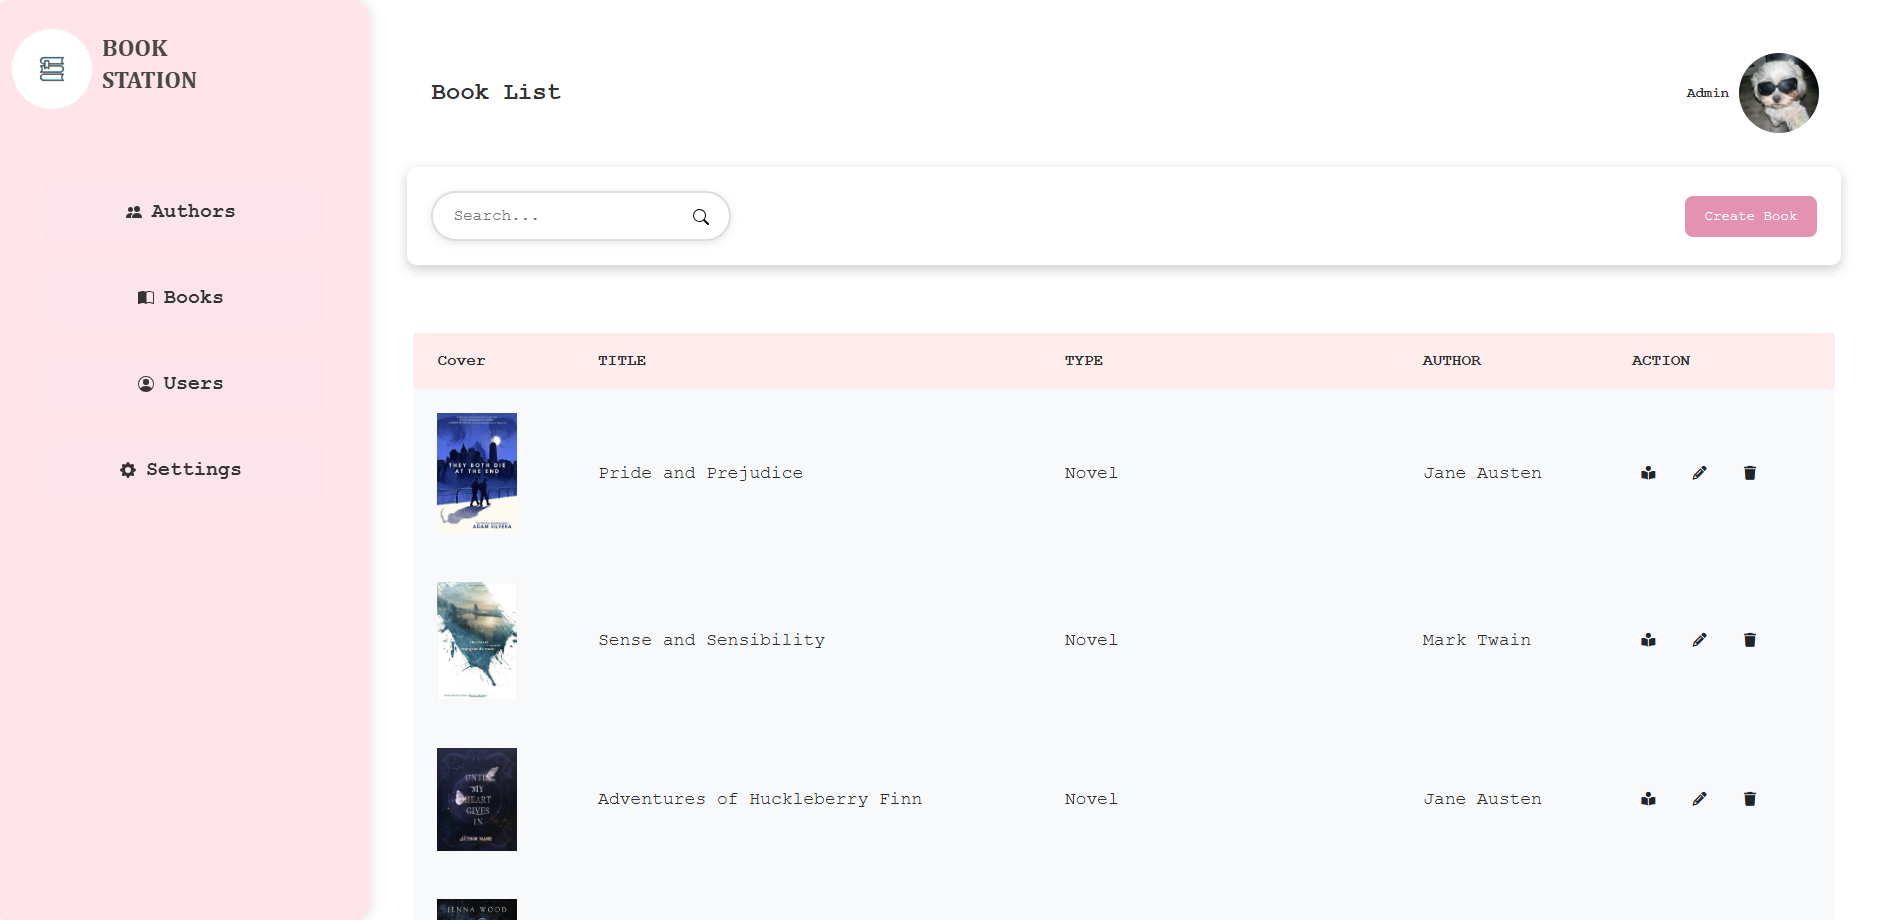 BOOK
STATION
Authors
Books
Users
Settings
Book List
Admin
Search...
Create Book
Cover TITLE TYPE AUTHOR ACTION
THEY BOTH DIE
AT THE END
ADAM SILVERA
Pride and Prejudice Novel Jane Austen
Sense and Sensibility Novel Mark Twain
UNTIL
MY
HEART
GIVES
IN
AUTHOR NAME
Adventures of Huckleberry Finn Novel Jane Austen
JENNA WOOD